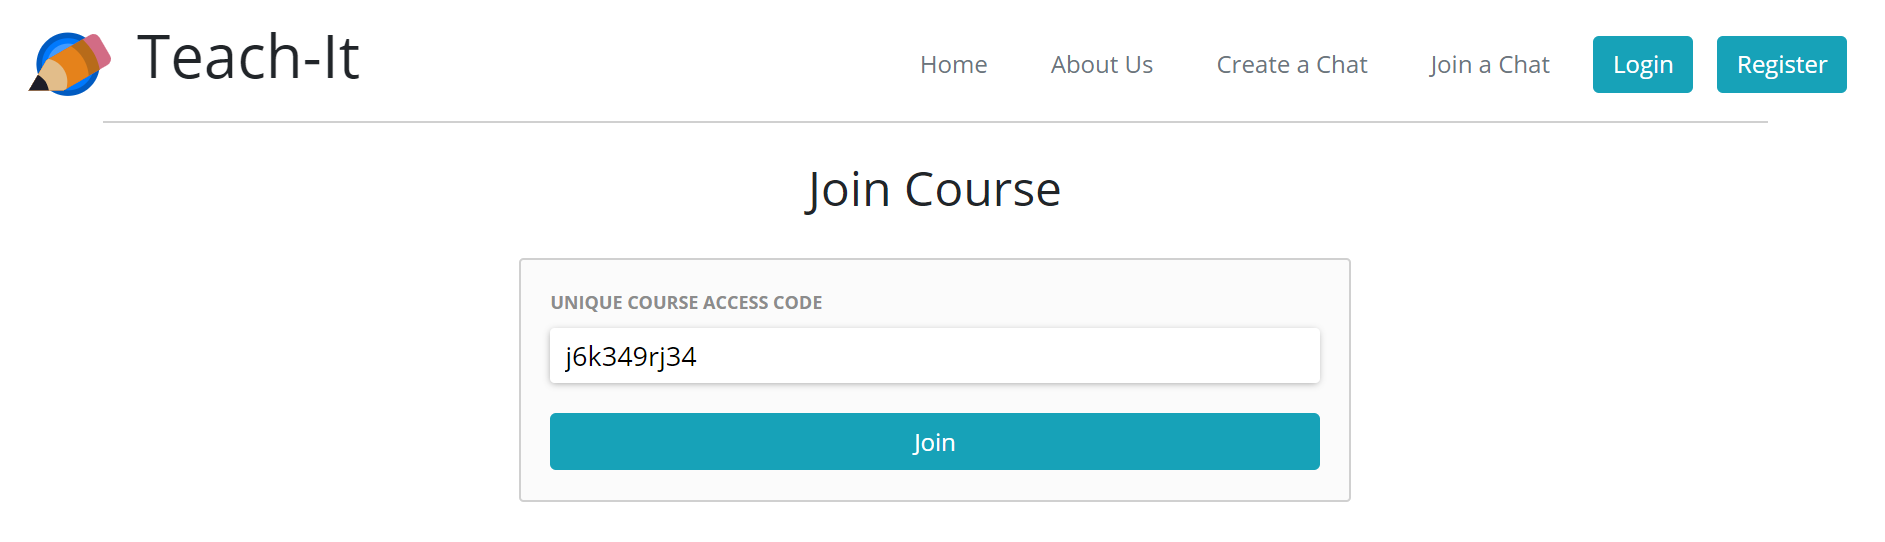 Teach-It
Home About Us Create a Chat Join a Chat Login Register
Join Course
UNIQUE COURSE ACCESS CODE
j6k349rj34
Join